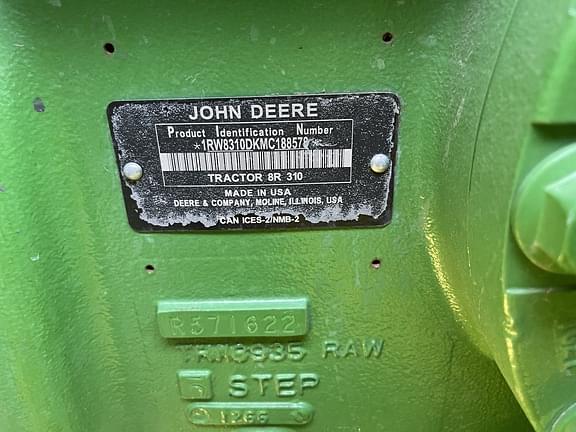 JOHN DEERE
Product Identification Number
*1RW8310DKMC188578*
TRACTOR 8R 310
MADE IN USA
DEERE & COMPANY, MOLINE, ILLINOIS, USA
CAN ICES-2/NMB-2
R571622
RAW
STEP
1266